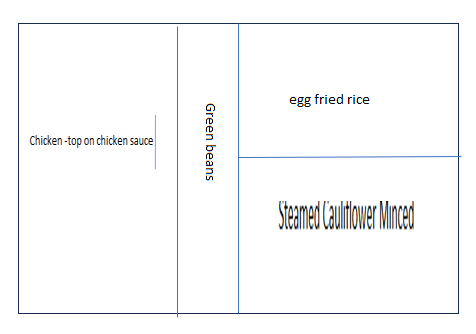 Chicken -top on chicken sauce
Green beans
egg fried rice
Steamed Cauliflower Minced